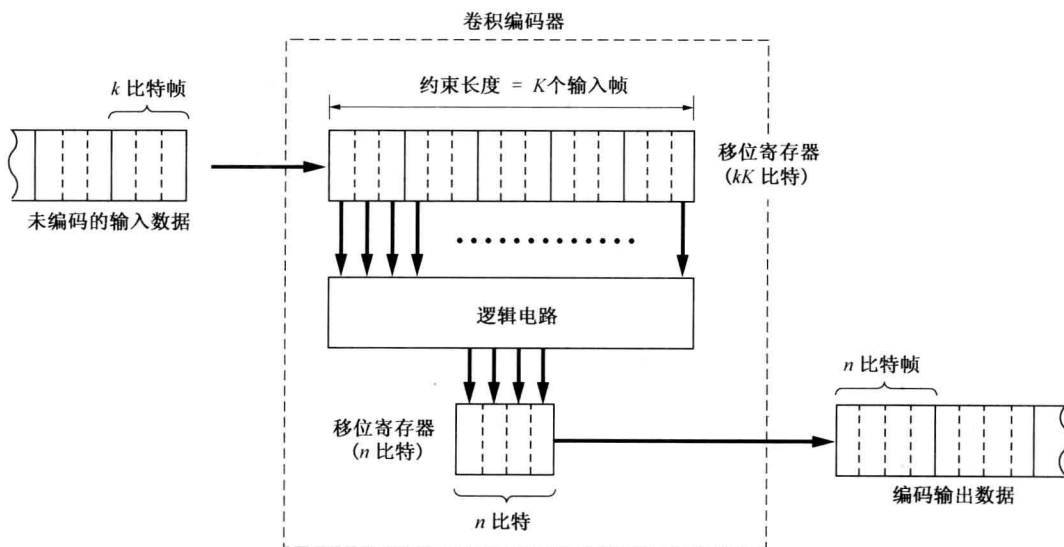 卷积编码器
k 比特帧
约束长度 = K个输入帧
移位寄存器
(kK 比特)
未编码的输入数据
逻辑电路
n 比特帧
移位寄存器
(n 比特)
编码输出数据
n 比特